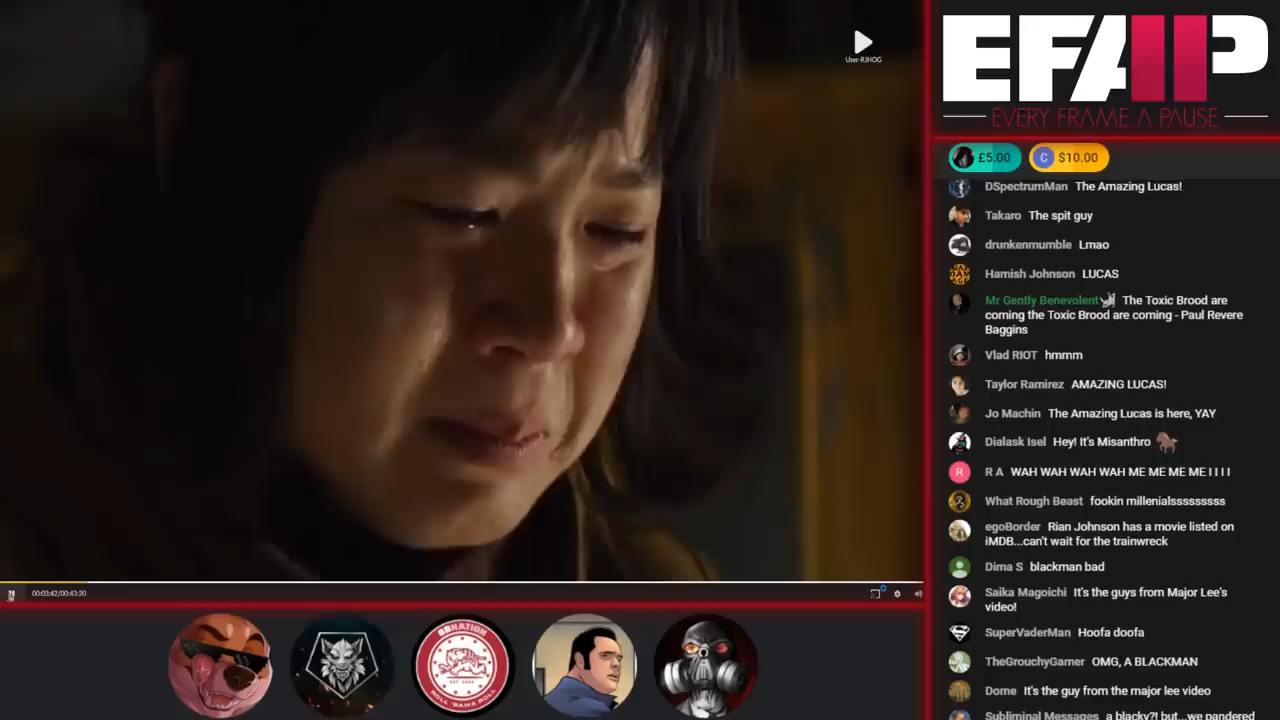 User-RJHOG
EFAP
EVERY FRAME A PAUSE
£5.00
C $10.00
DSpectrumMan The Amazing Lucas!
Takaro The spit guy
drunkenmumble Lmao
Hamish Johnson LUCAS
Mr Gently Benevolent The Toxic Brood are
coming the Toxic Brood are coming - Paul Revere
Baggins
Vlad RIOT hmmm
Taylor Ramirez AMAZING LUCAS!
Jo Machin The Amazing Lucas is here, YAY
Dialask Isel Hey! It's Misanthro
R R A WAH WAH WAH WAH ME ME ME ME I I I I
What Rough Beast fookin millenialsssssssss
egoBorder Rian Johnson has a movie listed on
iMDB...can't wait for the trainwreck
Dima S blackman bad
Saika Magoichi It's the guys from Major Lee's
video!
SuperVaderMan Hoofa doofa
TheGrouchyGamer OMG, A BLACKMAN
Dome It's the guy from the major lee video
Subliminal Messages a blacky?! but...we pandered
00:03:42/00:43:20
BBNATION
ROLL 'BAMA ROLL